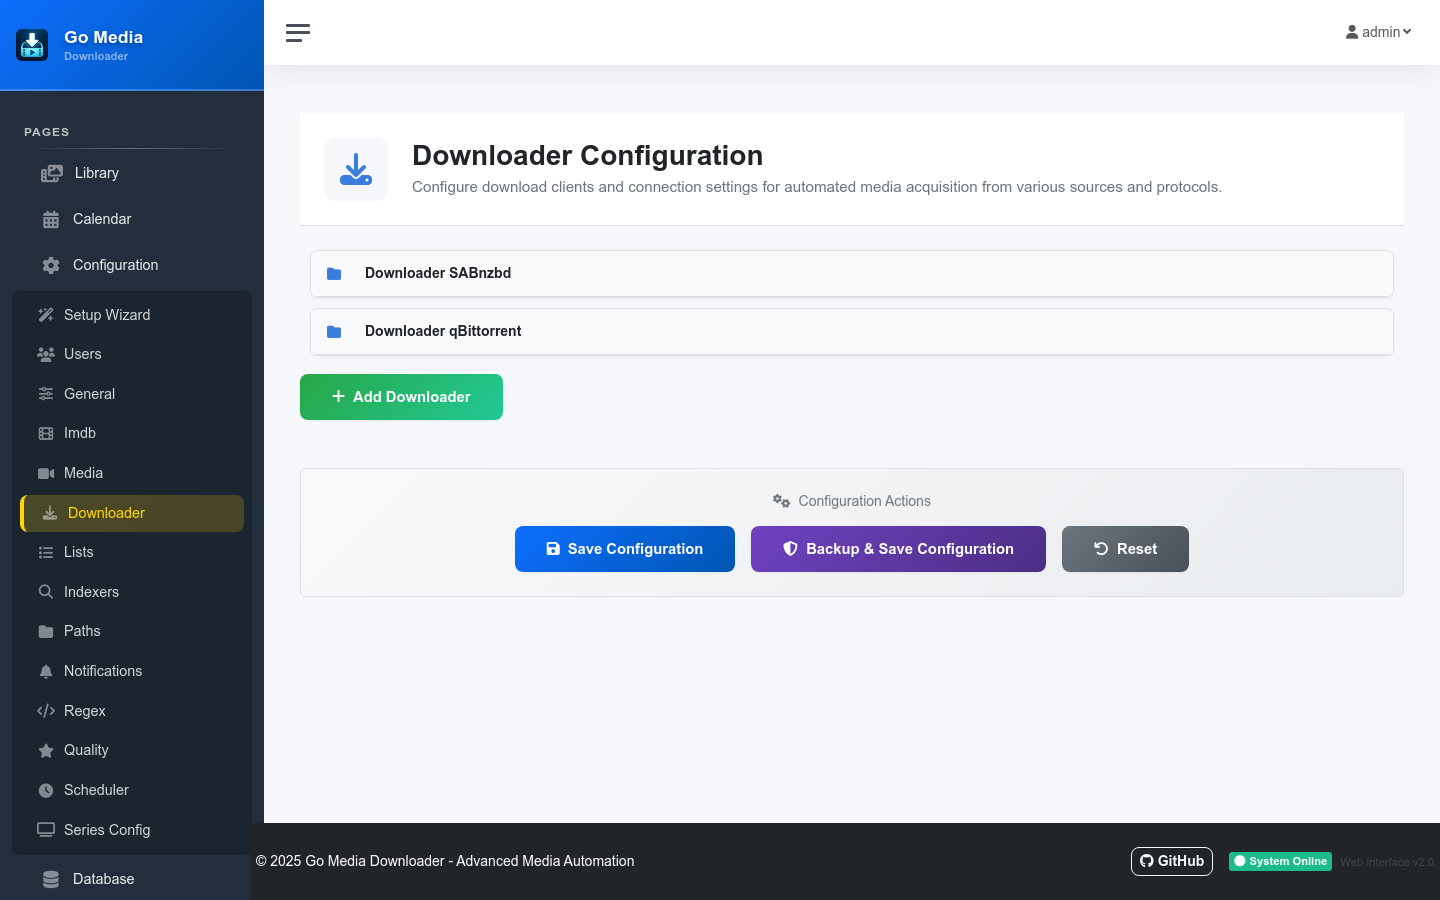 Go Media
Downloader
admin
PAGES
Library
Calendar
Configuration
Setup Wizard
Users
General
Imdb
Media
Downloader
Lists
Indexers
Paths
Notifications
Regex
Quality
Scheduler
Series Config
Database
Downloader Configuration
Configure download clients and connection settings for automated media acquisition from various sources and protocols.
Downloader SABnzbd
Downloader qBittorrent
Add Downloader
Configuration Actions
Save Configuration
Backup & Save Configuration
Reset
© 2025 Go Media Downloader - Advanced Media Automation
GitHub
System Online
Web Interface v2.0